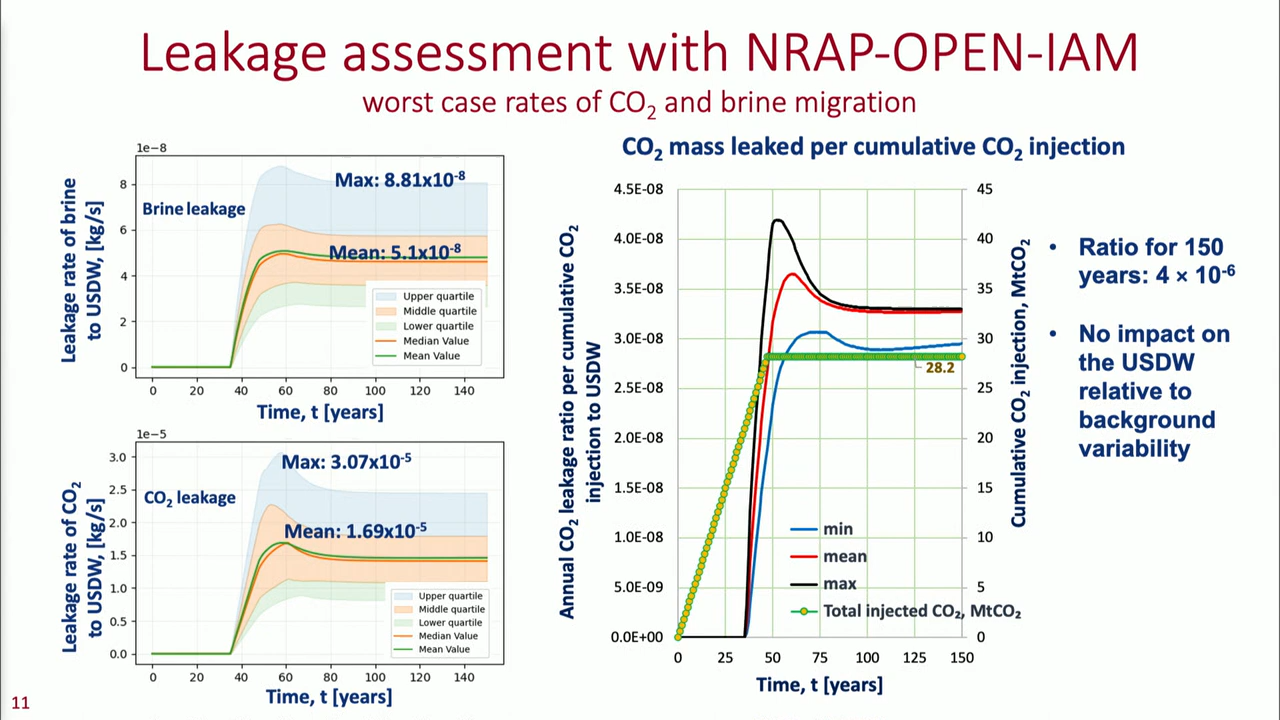 Leakage assessment with NRAP-OPEN-IAM
worst case rates of CO₂ and brine migration
1e−8
Leakage rate of brine
to USDW, [kg/s]
8
6
4
2
0
Max: 8.81x10⁻⁸
Brine leakage
Mean: 5.1x10⁻⁸
Upper quartile
Middle quartile
Lower quartile
Median Value
Mean Value
0 20 40 60 80 100 120 140
Time, t [years]
1e−5
Leakage rate of CO₂
to USDW, [kg/s]
3.0
2.5
2.0
1.5
1.0
0.5
0.0
Max: 3.07x10⁻⁵
CO₂ leakage
Mean: 1.69x10⁻⁵
Upper quartile
Middle quartile
Lower quartile
Median Value
Mean Value
0 20 40 60 80 100 120 140
Time, t [years]
CO₂ mass leaked per cumulative CO₂ injection
Annual CO₂ leakage ratio per cumulative CO₂
injection to USDW
4.5E-08
4.0E-08
3.5E-08
3.0E-08
2.5E-08
2.0E-08
1.5E-08
1.0E-08
5.0E-09
0.0E+00
28.2
min
mean
max
Total injected CO₂, MtCO₂
45
40
35
30
25
20
15
10
5
0
Cumulative CO₂ injection, MtCO₂
0 25 50 75 100 125 150
Time, t [years]
• Ratio for 150
years: 4 × 10⁻⁶
• No impact on
the USDW
relative to
background
variability
11